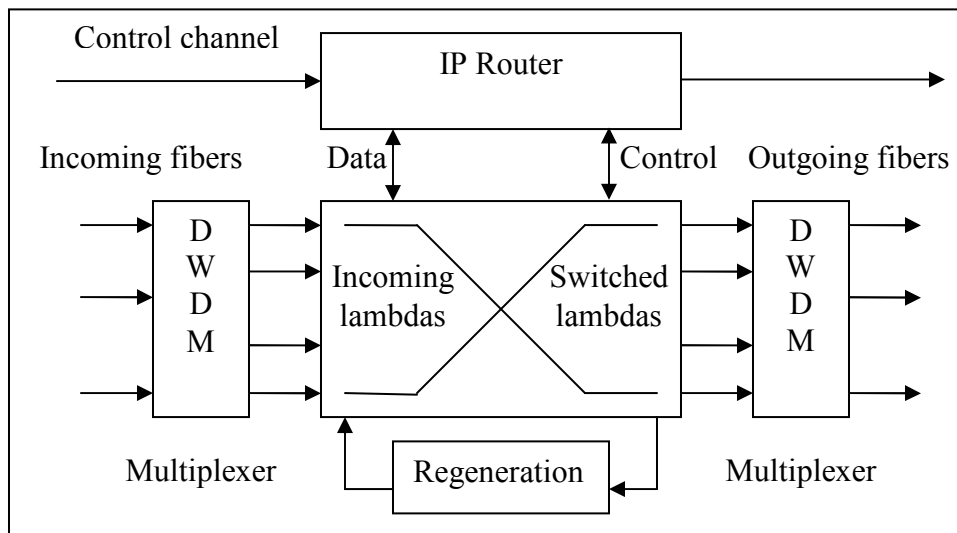 Control channel
IP Router
Incoming fibers
Data
Control
Outgoing fibers
D
W
D
M
Incoming
lambdas
Switched
lambdas
D
W
D
M
Multiplexer
Regeneration
Multiplexer